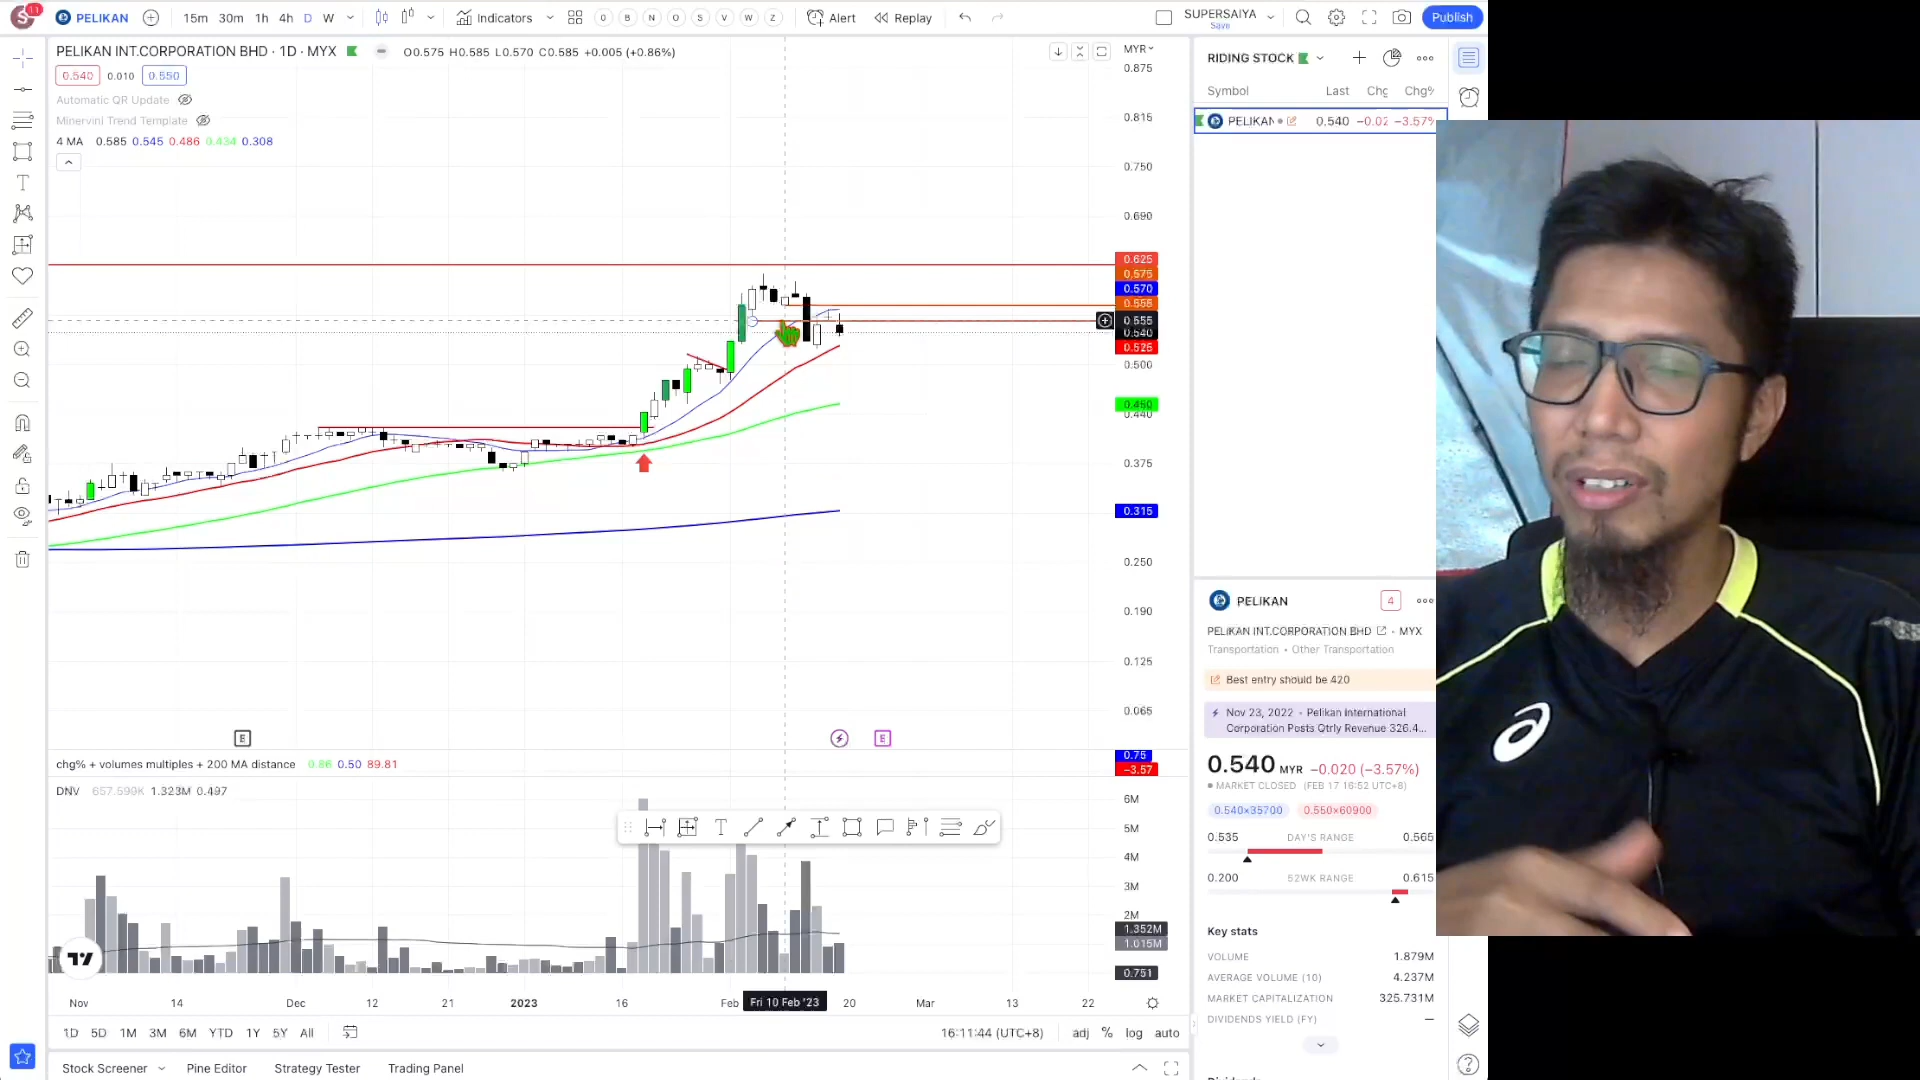 11
PELIKAN
15m 30m 1h 4h D W
Indicators
O B N O S V W Z
Alert
Replay
SUPERSAIYA
Save
Publish
PELIKAN INT.CORPORATION BHD · 1D · MYX
O0.575 H0.585 L0.570 C0.585 +0.005 (+0.86%)
MYR
0.540 0.010 0.550
Automatic QR Update
Minervini Trend Template
4 MA 0.585 0.545 0.486 0.434 0.308
0.875
0.815
0.750
0.690
0.625
0.575
0.570
0.555
0.540
0.525
0.500
0.440
0.375
0.315
0.250
0.190
0.125
0.065
E
E
chg% + volumes multiples + 200 MA distance 0.86 0.50 89.81
0.75
−3.57
DNV 657.599K 1.323M 0.497
6M
5M
4M
3M
2M
1.352M
1.015M
0.751
Nov 14 Dec 12 21 2023 16 Feb Fri 10 Feb '23 20 Mar 13 22
1D 5D 1M 3M 6M YTD 1Y 5Y All
16:11:44 (UTC+8) adj % log auto
Stock Screener Pine Editor Strategy Tester Trading Panel
RIDING STOCK
Symbol Last Chg Chg%
PELIKAN 0.540 −0.02 −3.57%
PELIKAN
4
PELIKAN INT.CORPORATION BHD · MYX
Transportation • Other Transportation
Best entry should be 420
Nov 23, 2022 • Pelikan International
Corporation Posts Qtrly Revenue 326.4...
0.540 MYR −0.020 (−3.57%)
MARKET CLOSED (FEB 17 16:52 UTC+8)
0.540×35700 0.550×60900
0.535 DAY'S RANGE 0.565
0.200 52WK RANGE 0.615
Key stats
VOLUME 1.879M
AVERAGE VOLUME (10) 4.237M
MARKET CAPITALIZATION 325.731M
DIVIDENDS YIELD (FY) —